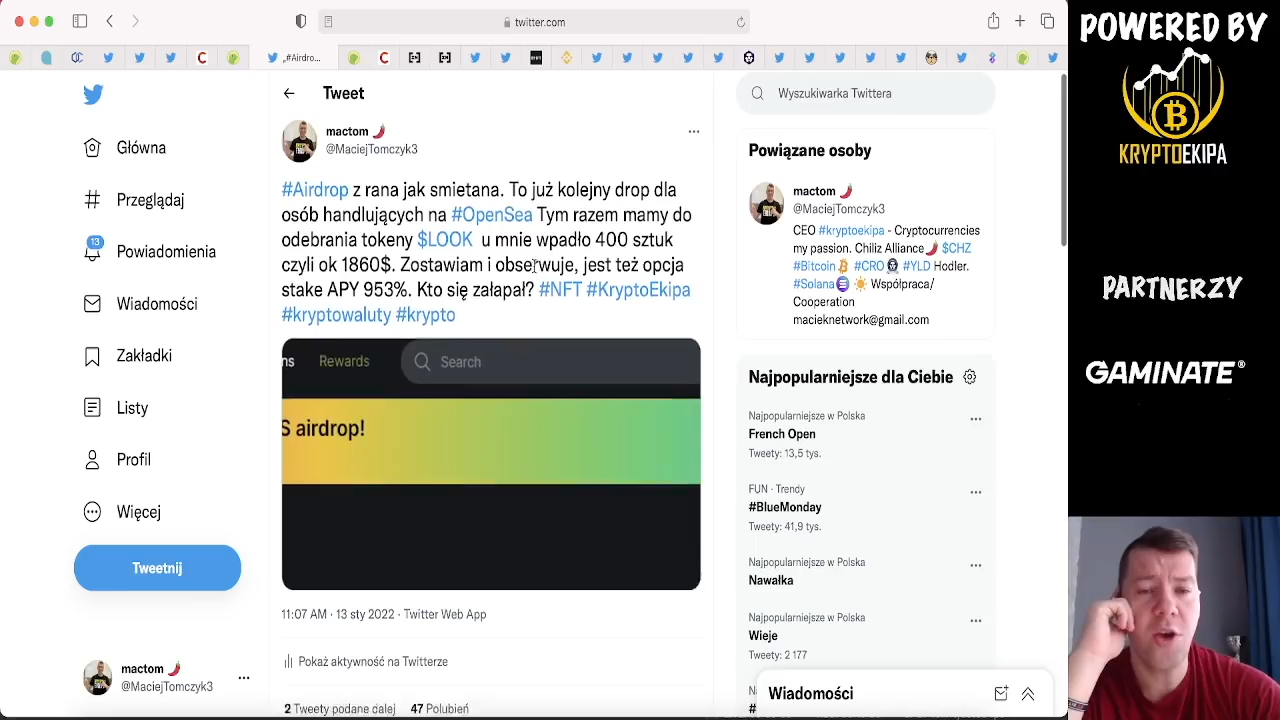 twitter.com
„#Airdro...
Główna
Przeglądaj
13
Powiadomienia
Wiadomości
Zakładki
Listy
Profil
Więcej
Tweetnij
mactom
@MaciejTomczyk3
Tweet
mactom
@MaciejTomczyk3
#Airdrop z rana jak smietana. To już kolejny drop dla
osób handlujących na #OpenSea Tym razem mamy do
odebrania tokeny $LOOK u mnie wpadło 400 sztuk
czyli ok 1860$. Zostawiam i obserwuje, jest też opcja
stake APY 953%. Kto się załapał? #NFT #KryptoEkipa
#kryptowaluty #krypto
ns Rewards Search
S airdrop!
11:07 AM · 13 sty 2022 · Twitter Web App
Pokaż aktywność na Twitterze
2 Tweety podane dalej 47 Polubień
Wyszukiwarka Twittera
Powiązane osoby
mactom
@MaciejTomczyk3
CEO #kryptoekipa - Cryptocurrencies
my passion. Chiliz Alliance $CHZ
#Bitcoin #CRO #YLD Hodler.
#Solana Współpraca/
Cooperation
macieknetwork@gmail.com
Najpopularniejsze dla Ciebie
Najpopularniejsze w Polska
French Open
Tweety: 13,5 tys.
FUN · Trendy
#BlueMonday
Tweety: 41,9 tys.
Najpopularniejsze w Polska
Nawałka
Najpopularniejsze w Polska
Wieje
Tweety: 2 177
Wiadomości
POWERED BY
KRYPTOEKIPA
PARTNERZY
GAMINATE®